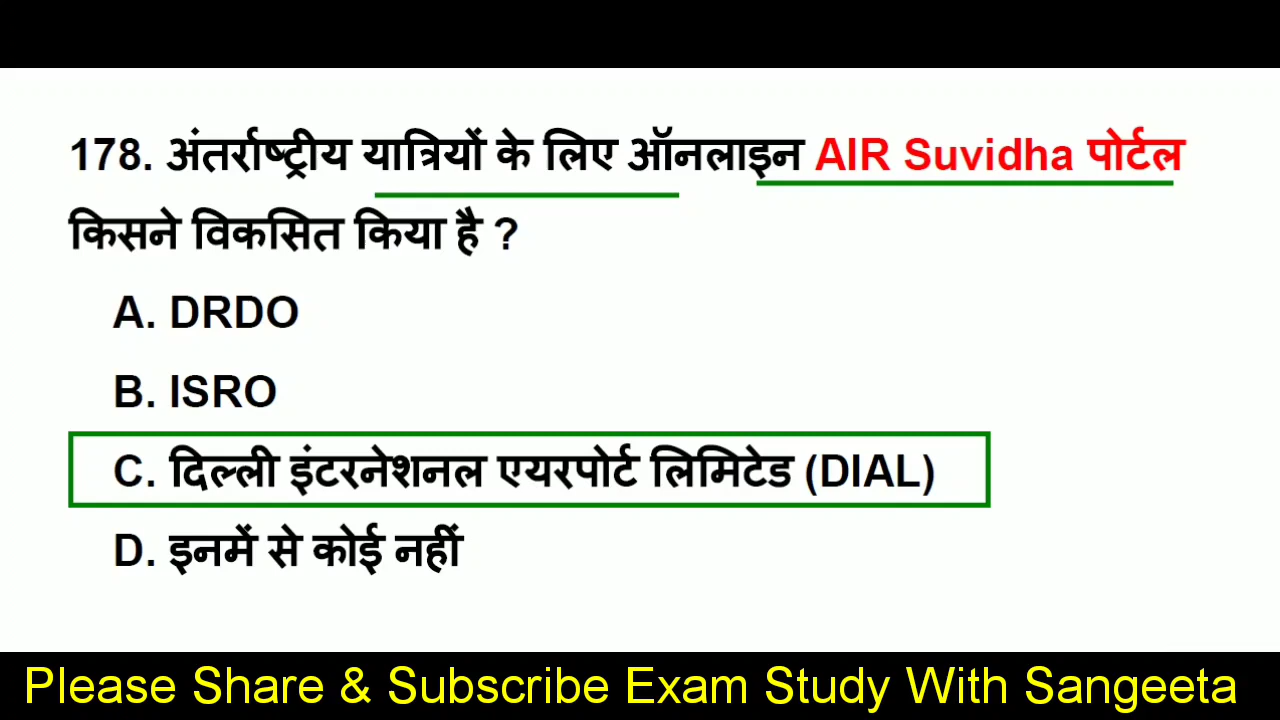 178. अंतर्राष्ट्रीय यात्रियों के लिए ऑनलाइन AIR Suvidha पोर्टल
किसने विकसित किया है ?
A. DRDO
B. ISRO
C. दिल्ली इंटरनेशनल एयरपोर्ट लिमिटेड (DIAL)
D. इनमें से कोई नहीं
Please Share & Subscribe Exam Study With Sangeeta